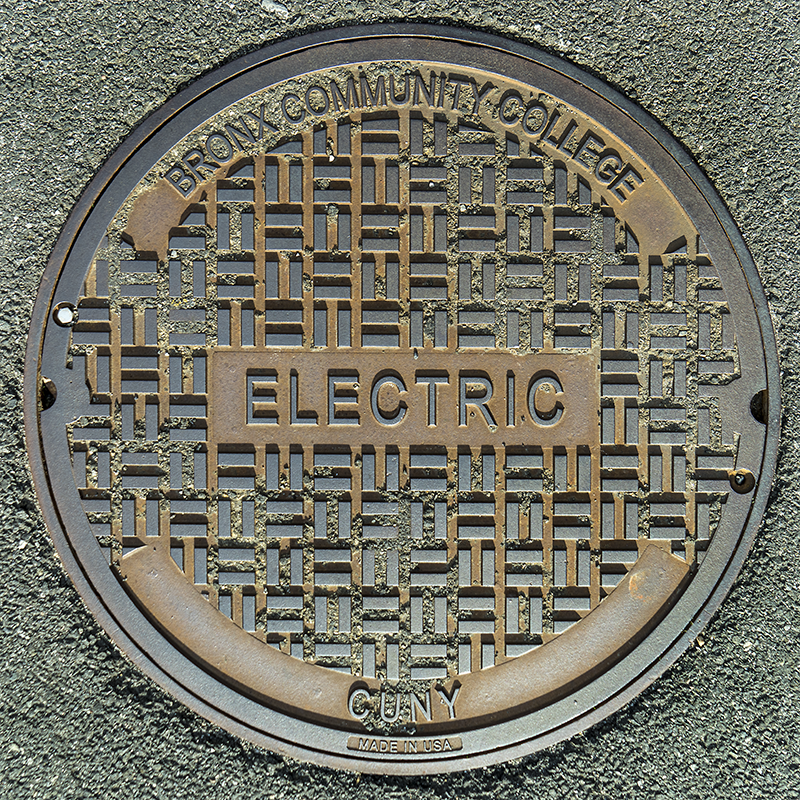 BRONX COMMUNITY COLLEGE
ELECTRIC
CUNY
MADE IN USA